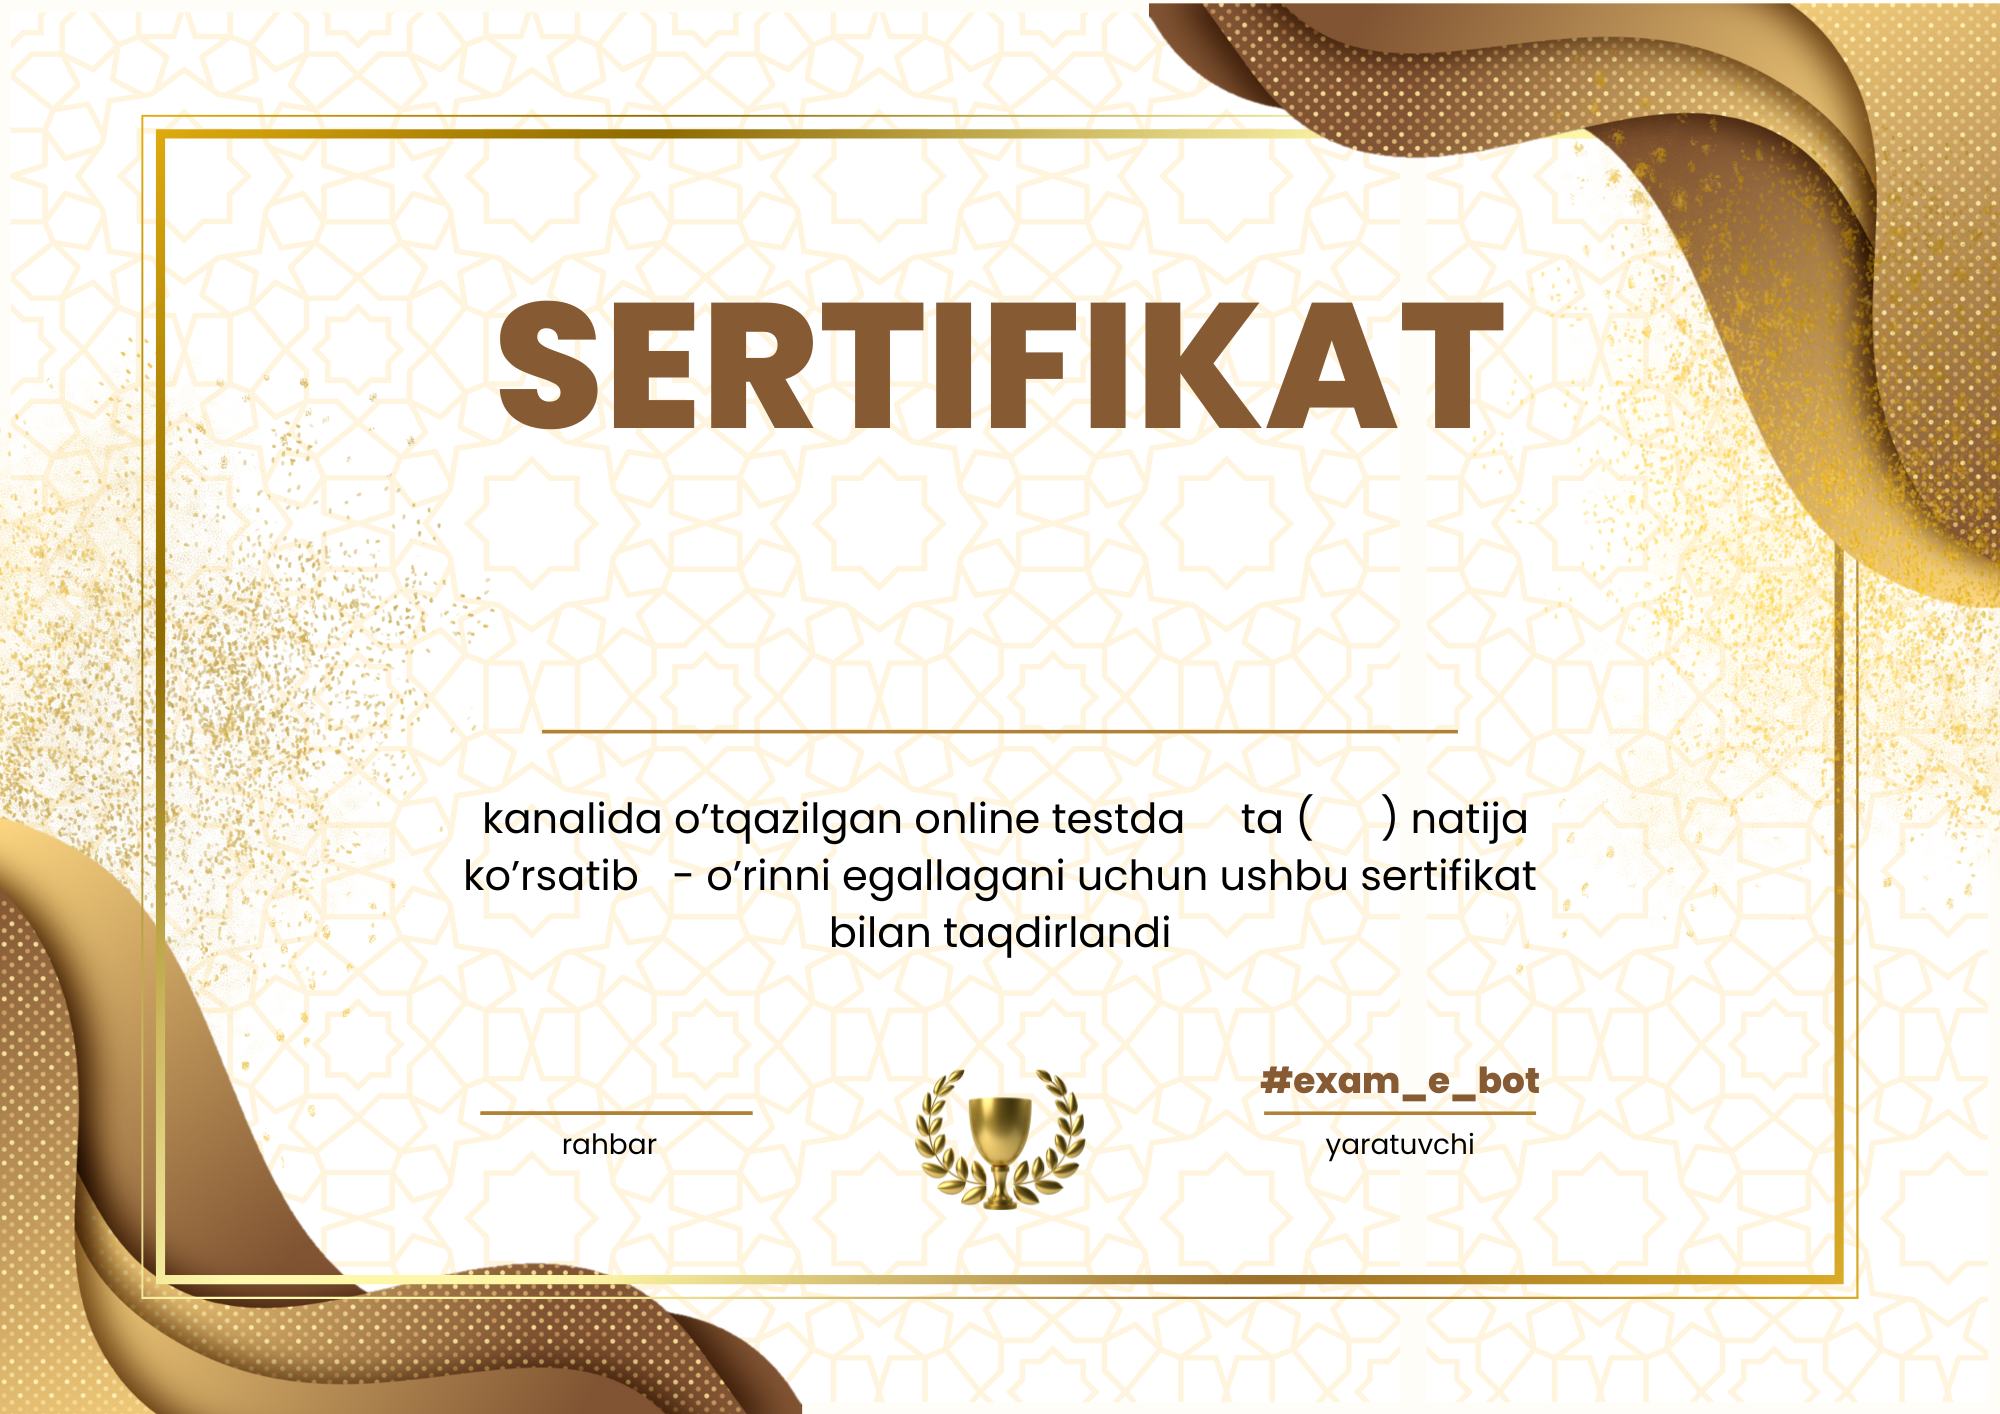 SERTIFIKAT
kanalida o’tqazilgan online testda ta ( ) natija
ko’rsatib - o’rinni egallagani uchun ushbu sertifikat
bilan taqdirlandi
#exam_e_bot
rahbar
yaratuvchi